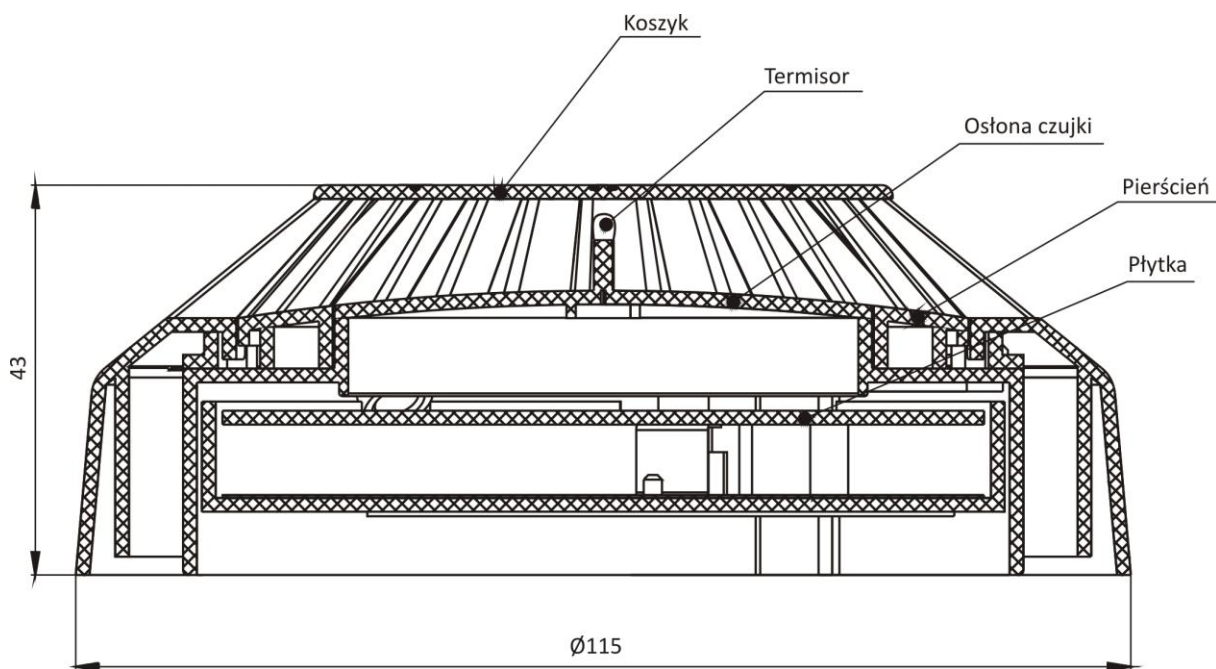 Koszyk
Termisor
Osłona czujki
Pierścień
Płytka
43
Ø115